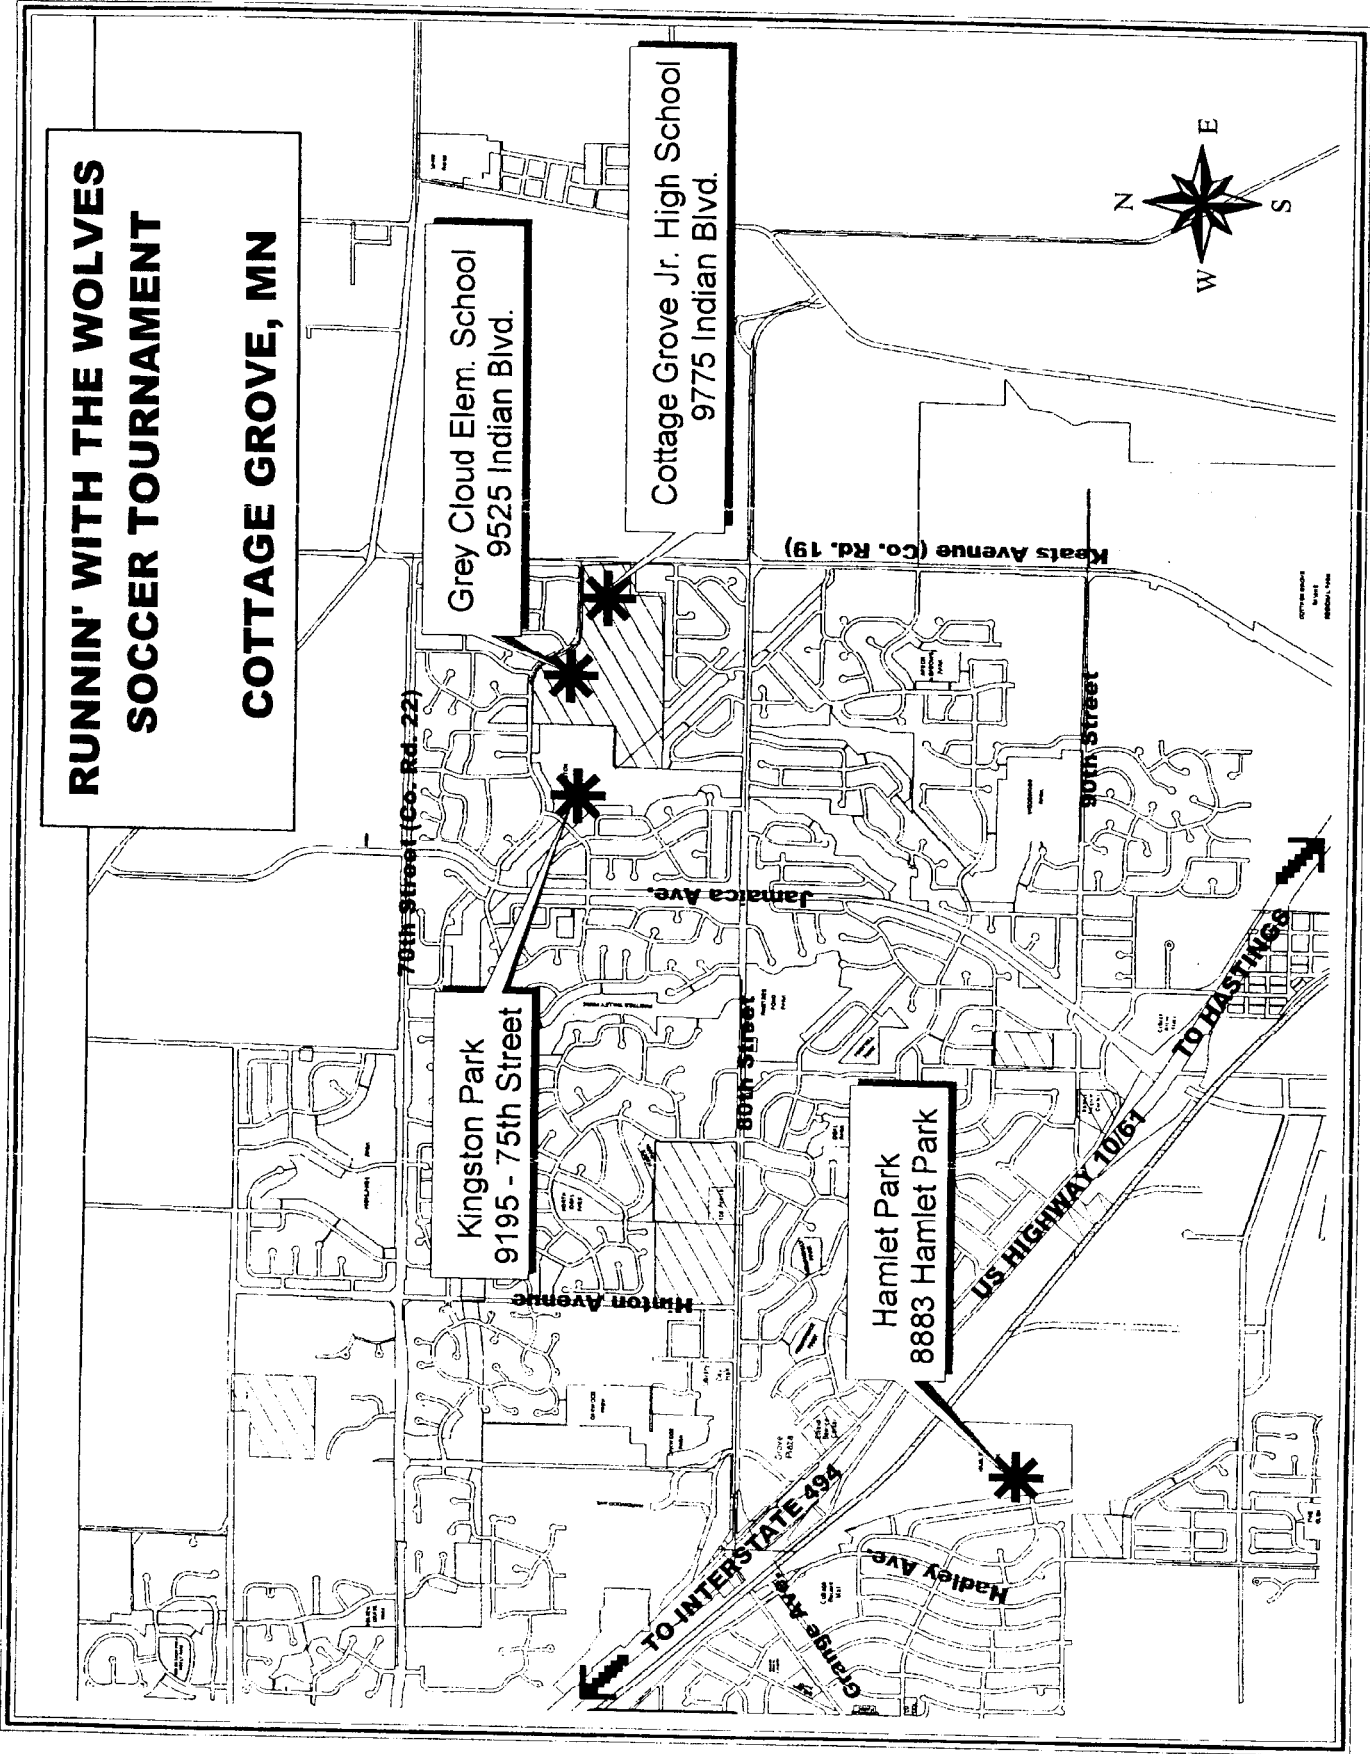 RUNNIN' WITH THE WOLVES
SOCCER TOURNAMENT
COTTAGE GROVE, MN
Grey Cloud Elem. School
9525 Indian Blvd.
Cottage Grove Jr. High School
9775 Indian Blvd.
Kingston Park
9195 - 75th Street
Hamlet Park
8883 Hamlet Park
70th Street (Co. Rd. 22)
80th Street
90th Street
Keats Avenue (Co. Rd. 19)
Jamaica Ave.
Hinton Avenue
Hadley Ave.
Grange Ave.
US HIGHWAY 10/61
TO HASTINGS
TO INTERSTATE 494
Grove
Plaza
N
E
S
W